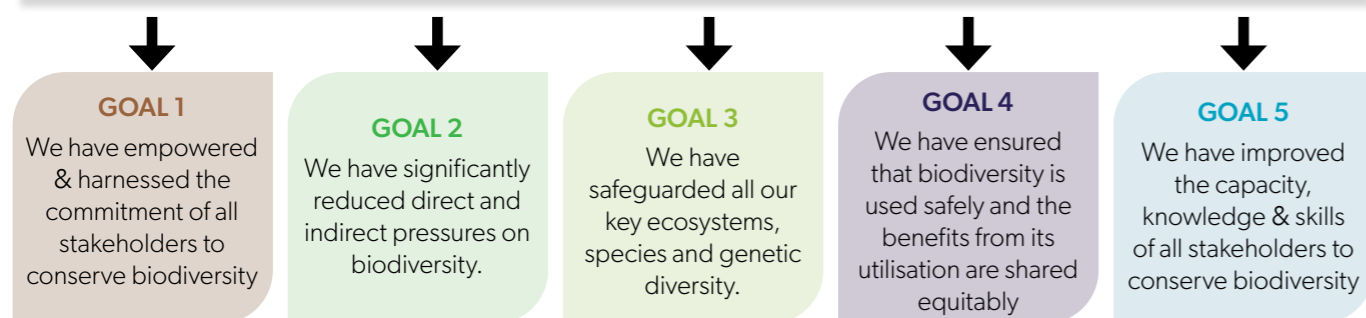 GOAL 1
We have empowered
& harnessed the
commitment of all
stakeholders to
conserve biodiversity
GOAL 2
We have significantly
reduced direct and
indirect pressures on
biodiversity.
GOAL 3
We have
safeguarded all our
key ecosystems,
species and genetic
diversity.
GOAL 4
We have ensured
that biodiversity is
used safely and the
benefits from its
utilisation are shared
equitably
GOAL 5
We have improved
the capacity,
knowledge & skills
of all stakeholders to
conserve biodiversity